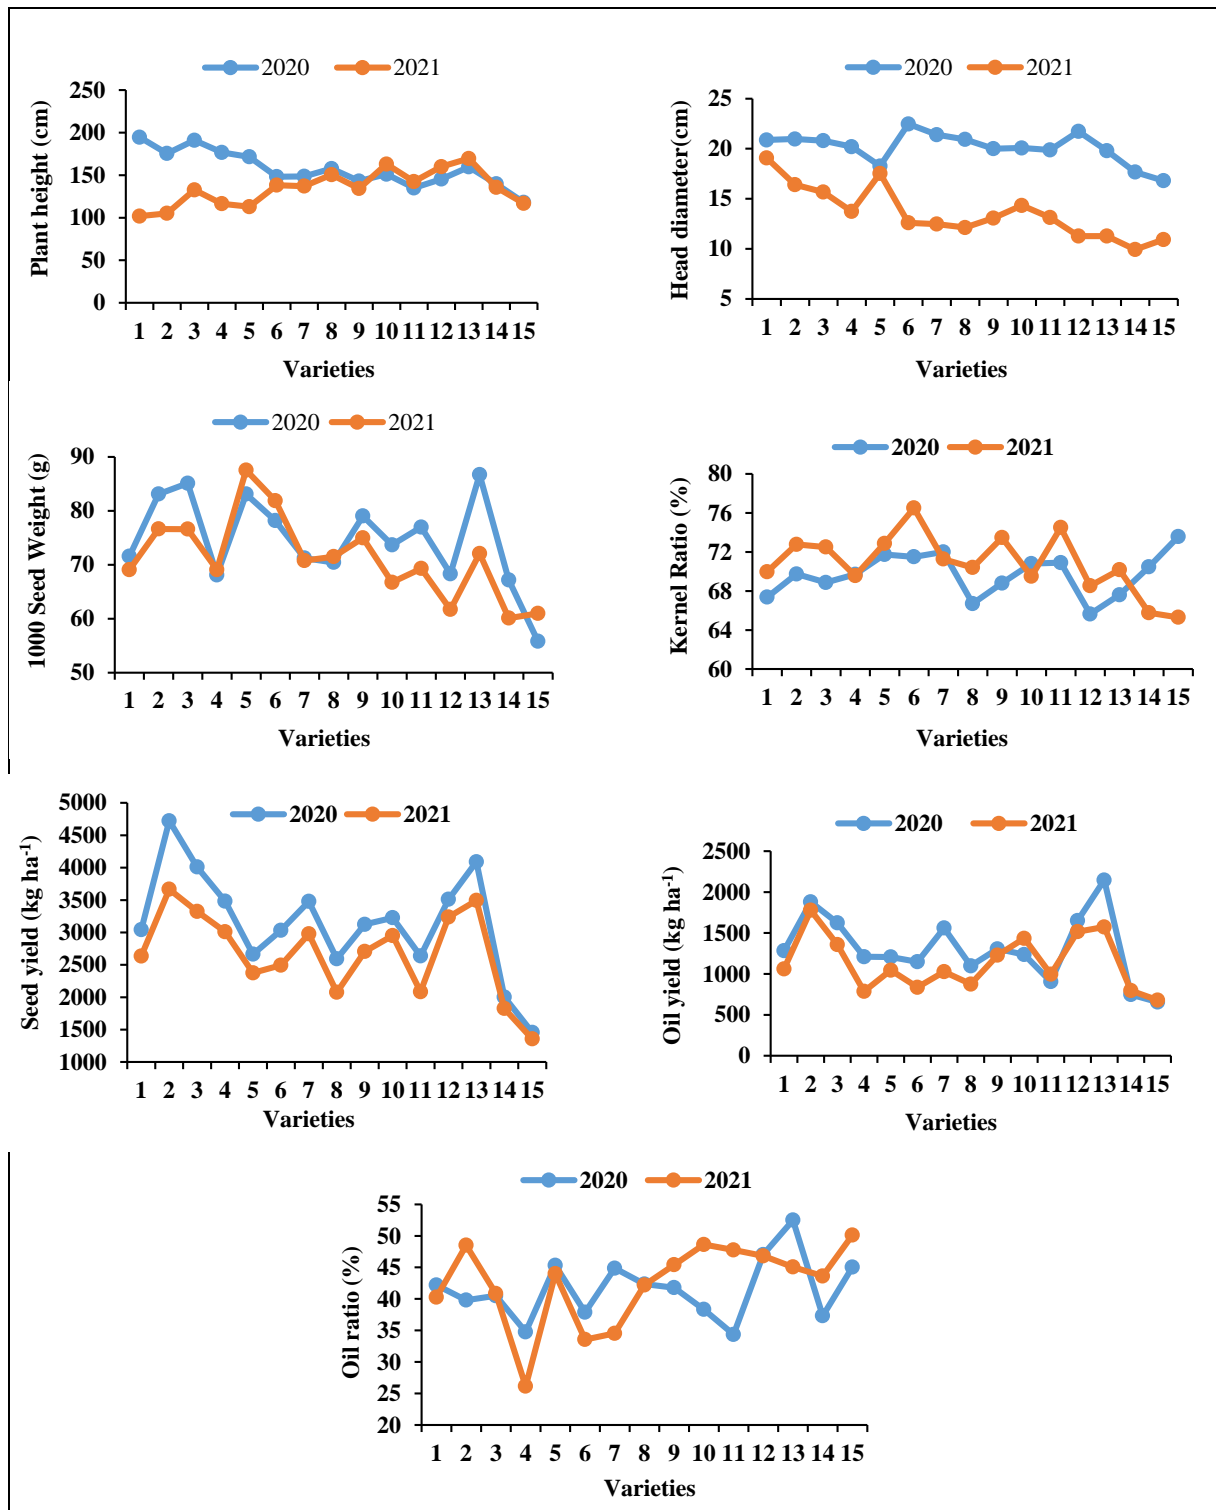 2020 2021
Plant height (cm)
250
200
150
100
50
0
1 2 3 4 5 6 7 8 9 10 11 12 13 14 15
Varieties
2020 2021
Head diameter(cm)
25
20
15
10
5
1 2 3 4 5 6 7 8 9 10 11 12 13 14 15
Varieties
2020 2021
1000 Seed Weight (g)
90
80
70
60
50
1 2 3 4 5 6 7 8 9 10 11 12 13 14 15
Varieties
2020 2021
Kernel Ratio (%)
80
76
72
68
64
60
1 2 3 4 5 6 7 8 9 10 11 12 13 14 15
Varieties
2020 2021
Seed yield (kg ha-1)
5000
4500
4000
3500
3000
2500
2000
1500
1000
1 2 3 4 5 6 7 8 9 10 11 12 13 14 15
Varieties
2020 2021
Oil yield (kg ha-1)
2500
2000
1500
1000
500
0
1 2 3 4 5 6 7 8 9 10 11 12 13 14 15
Varieties
2020 2021
Oil ratio (%)
55
50
45
40
35
30
25
20
1 2 3 4 5 6 7 8 9 10 11 12 13 14 15
Varieties